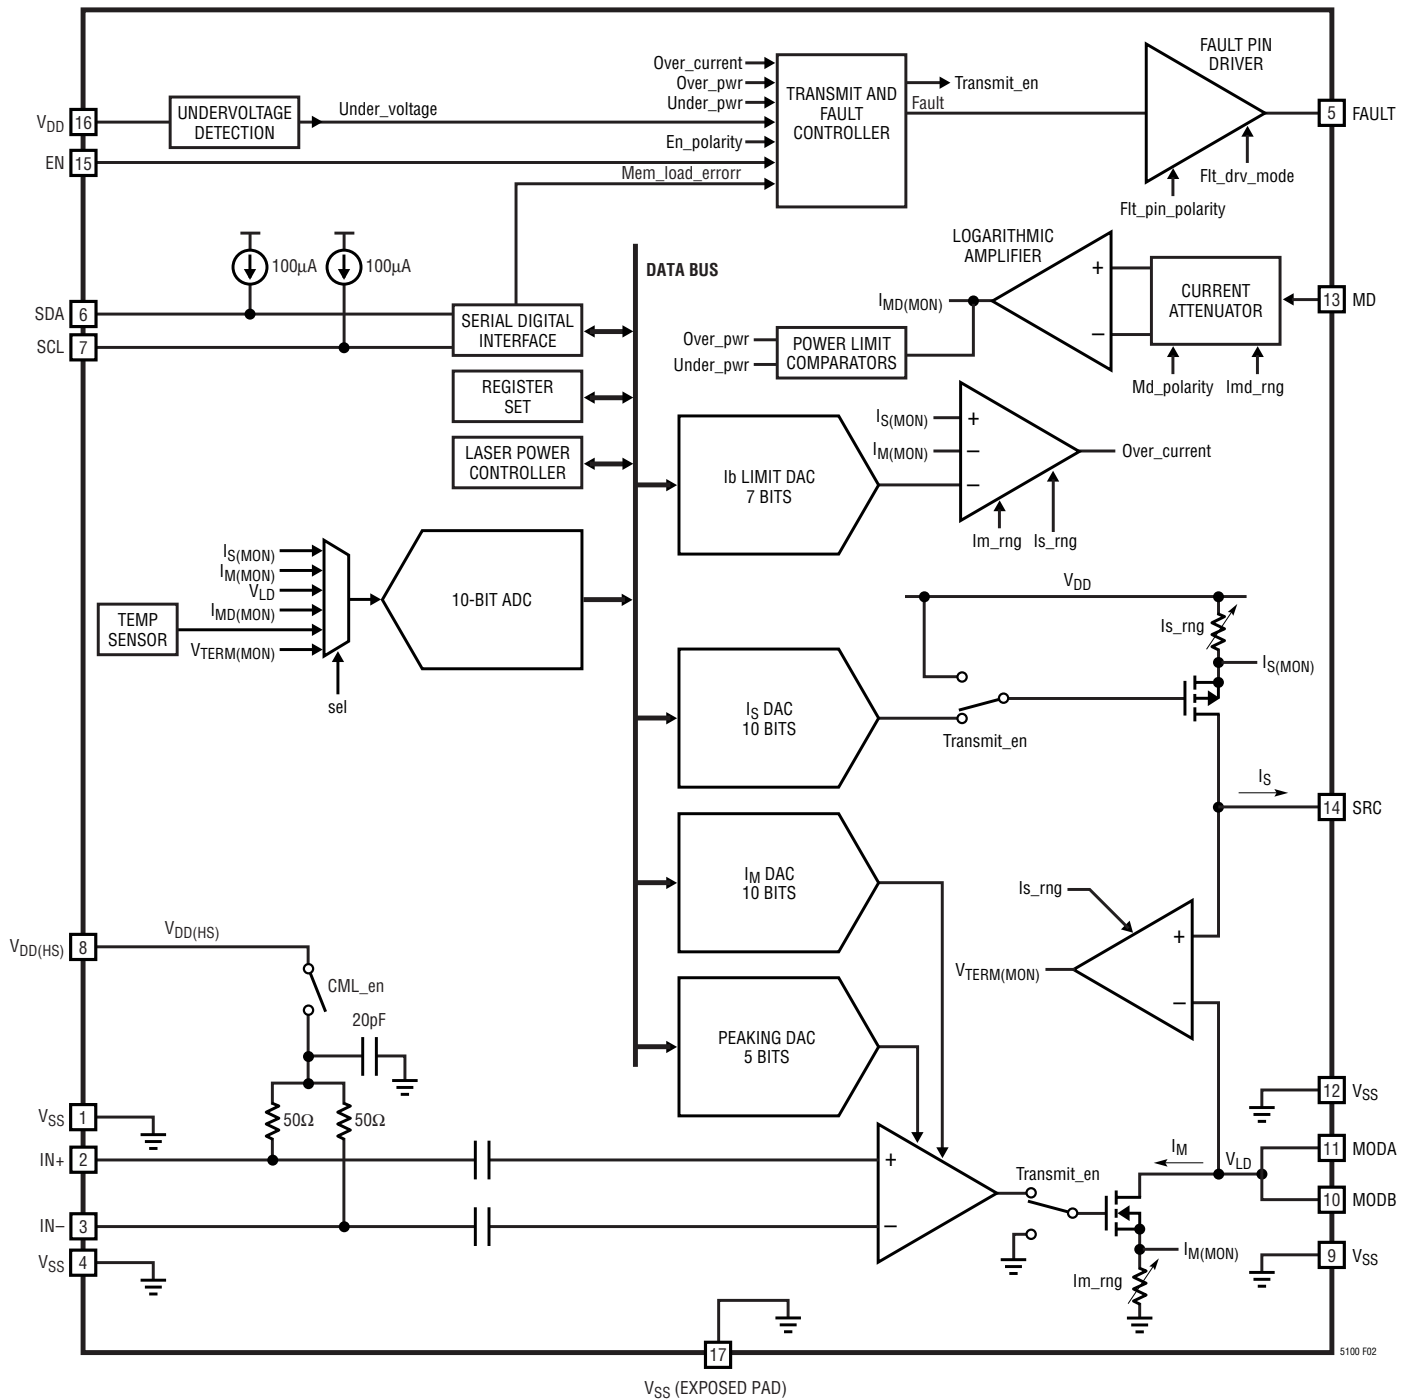 FAULT PIN
DRIVER
Over_current
Over_pwr
Under_pwr
TRANSMIT AND
FAULT
CONTROLLER
Transmit_en
Fault
5
FAULT
VDD
16
UNDERVOLTAGE
DETECTION
Under_voltage
EN
15
En_polarity
Mem_load_errorr
Flt_drv_mode
Flt_pin_polarity
LOGARITHMIC
AMPLIFIER
100µA
100µA
DATA BUS
+
−
CURRENT
ATTENUATOR
13
MD
SDA
6
SCL
7
SERIAL DIGITAL
INTERFACE
IMD(MON)
Over_pwr
Under_pwr
POWER LIMIT
COMPARATORS
Md_polarity
Imd_rng
REGISTER
SET
LASER POWER
CONTROLLER
Ib LIMIT DAC
7 BITS
IS(MON)
IM(MON)
+
−
−
Over_current
Im_rng
Is_rng
IS(MON)
IM(MON)
VLD
IMD(MON)
VTERM(MON)
TEMP
SENSOR
sel
10-BIT ADC
VDD
Is_rng
IS(MON)
IS DAC
10 BITS
Transmit_en
IS
14
SRC
IM DAC
10 BITS
Is_rng
+
−
VTERM(MON)
VDD(HS)
8
VDD(HS)
CML_en
20pF
PEAKING DAC
5 BITS
50Ω
50Ω
VSS
1
IN+
2
IN−
3
VSS
4
+
−
Transmit_en
IM
VLD
12
VSS
11
MODA
10
MODB
9
VSS
IM(MON)
Im_rng
17
VSS (EXPOSED PAD)
5100 F02